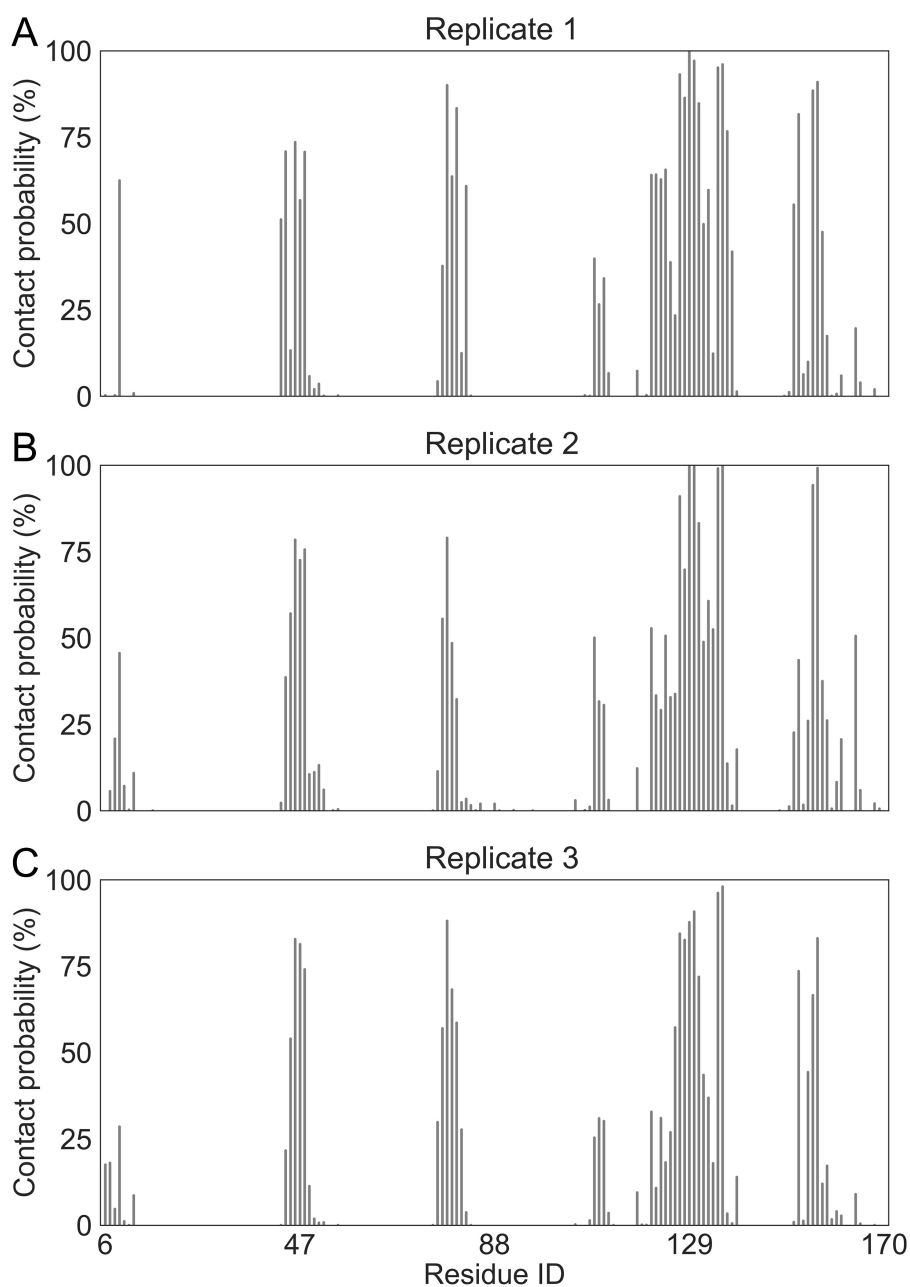 A
Replicate 1
Contact probability (%)
100
75
50
25
0
B
Replicate 2
Contact probability (%)
100
75
50
25
0
C
Replicate 3
Contact probability (%)
100
75
50
25
0
6 47 88 129 170
Residue ID